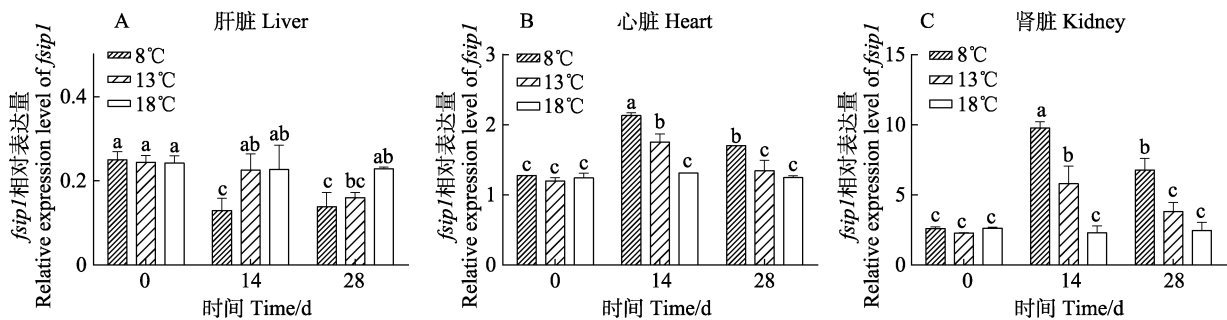 A 肝脏 Liver
fsip1相对表达量
Relative expression level of fsip1
0.4
0.2
0
8℃
13℃
18℃
a a a
c ab ab
c bc ab
0 14 28
时间 Time/d
B 心脏 Heart
fsip1相对表达量
Relative expression level of fsip1
3
2
1
0
8℃
13℃
18℃
c c c
a b c
b c c
0 14 28
时间 Time/d
C 肾脏 Kidney
fsip1相对表达量
Relative expression level of fsip1
15
10
5
0
8℃
13℃
18℃
c c c
a b c
b c c
0 14 28
时间 Time/d